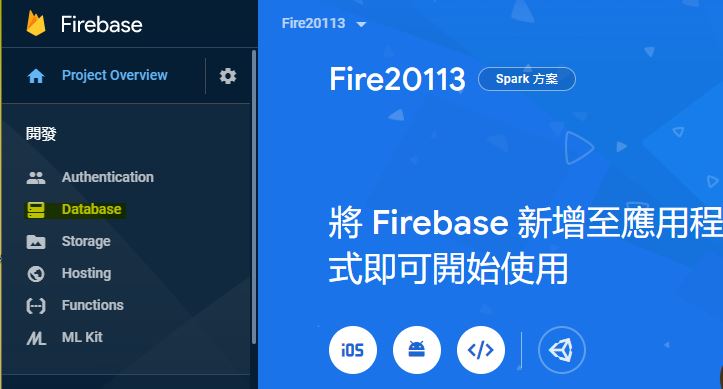 Firebase
Project Overview
開發
Authentication
Database
Storage
Hosting
Functions
ML Kit
Fire20113
Fire20113
Spark 方案
將 Firebase 新增至應用程
式即可開始使用
iOS